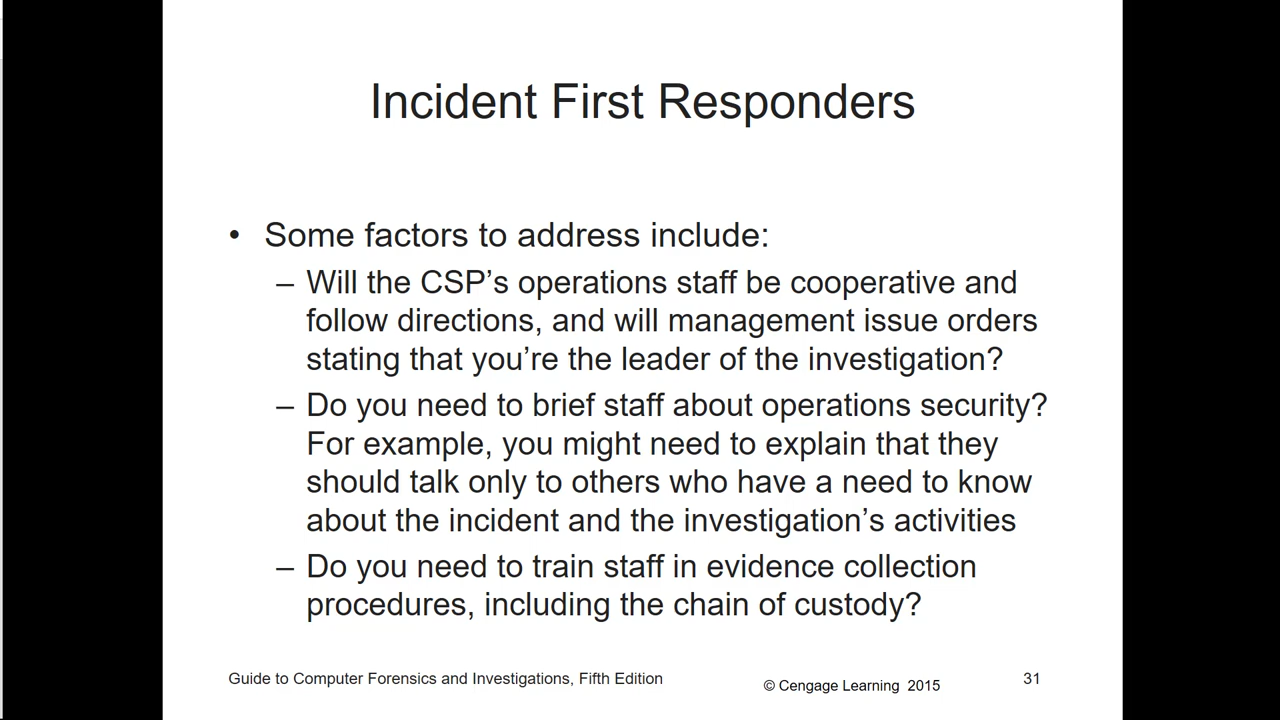 Incident First Responders
• Some factors to address include:
– Will the CSP’s operations staff be cooperative and
follow directions, and will management issue orders
stating that you’re the leader of the investigation?
– Do you need to brief staff about operations security?
For example, you might need to explain that they
should talk only to others who have a need to know
about the incident and the investigation’s activities
– Do you need to train staff in evidence collection
procedures, including the chain of custody?
Guide to Computer Forensics and Investigations, Fifth Edition
© Cengage Learning 2015
31